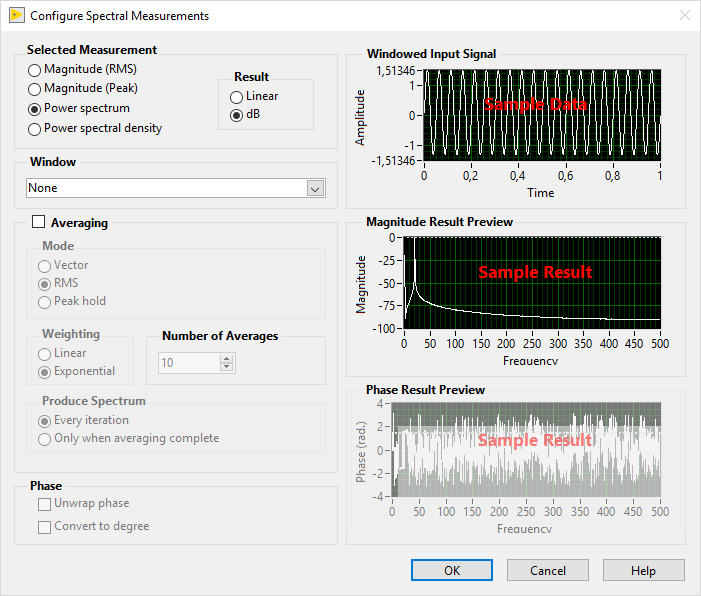 Configure Spectral Measurements
Selected Measurement
Magnitude (RMS)
Magnitude (Peak)
Power spectrum
Power spectral density
Result
Linear
dB
Window
None
Averaging
Mode
Vector
RMS
Peak hold
Weighting
Linear
Exponential
Number of Averages
10
Produce Spectrum
Every iteration
Only when averaging complete
Phase
Unwrap phase
Convert to degree
Windowed Input Signal
Amplitude
1,51346
1
0
-1
-1,51346
Sample Data
0 0,2 0,4 0,6 0,8 1
Time
Magnitude Result Preview
Magnitude
0
-25
-50
-75
-100
Sample Result
0 50 100 150 200 250 300 350 400 450 500
Frequency
Phase Result Preview
Phase (rad.)
4
2
0
-2
-4
Sample Result
0 50 100 150 200 250 300 350 400 450 500
Frequency
OK Cancel Help